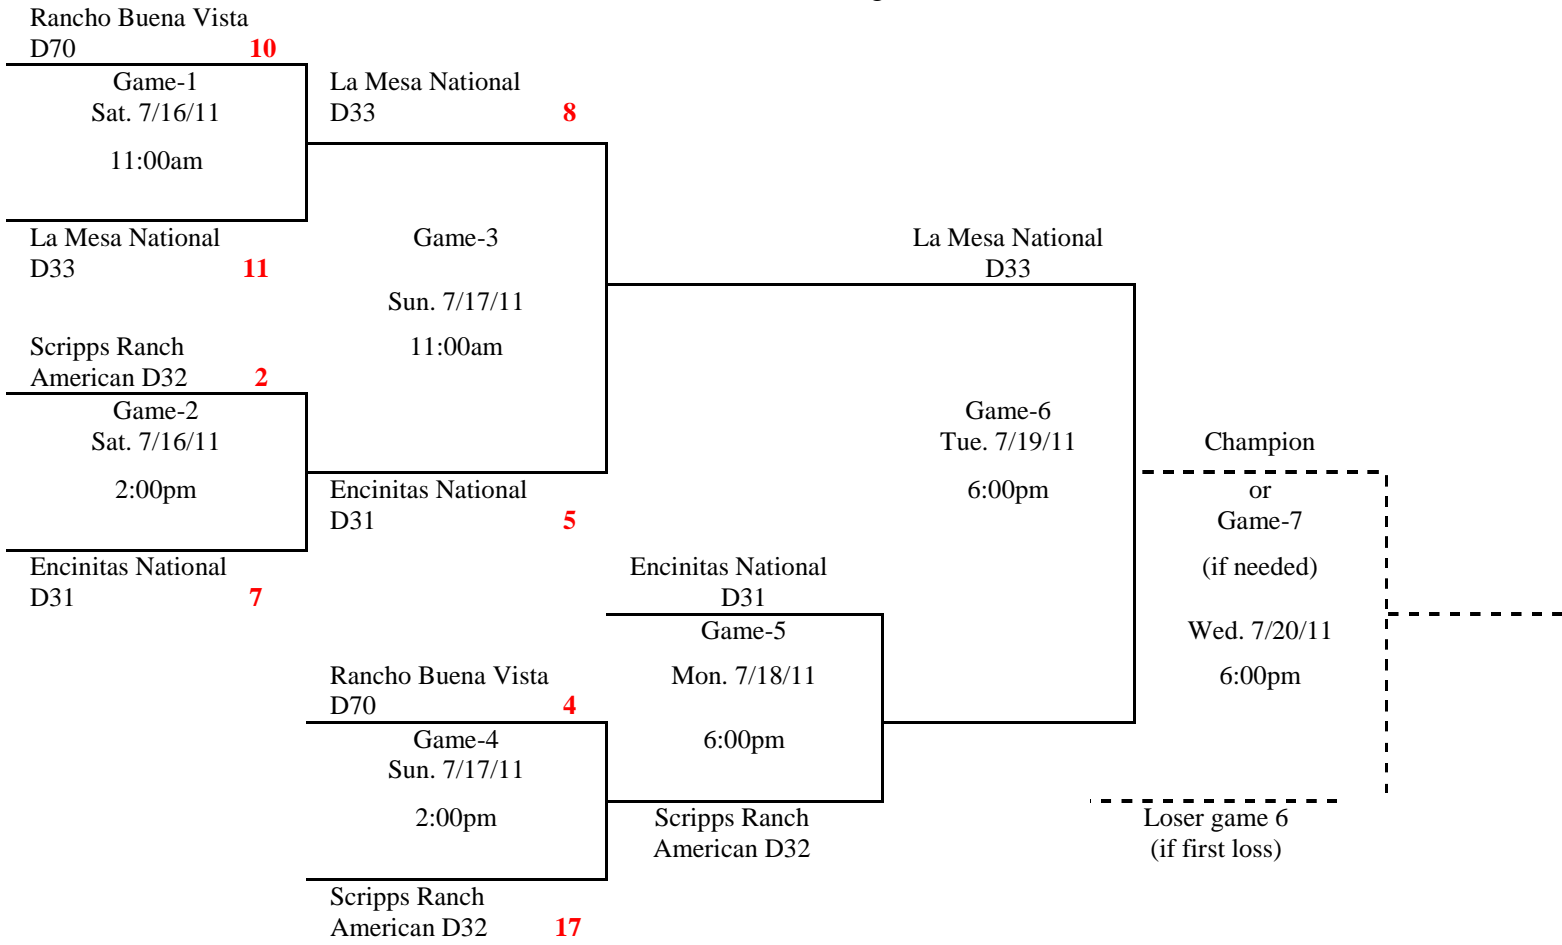 Rancho Buena Vista
D70 10
Game-1
Sat. 7/16/11
11:00am
La Mesa National
D33 11
La Mesa National
D33 8
Game-3
Sun. 7/17/11
11:00am
Scripps Ranch
American D32 2
Game-2
Sat. 7/16/11
2:00pm
Encinitas National
D31 7
Encinitas National
D31 5
La Mesa National
D33
Game-6
Tue. 7/19/11
6:00pm
Encinitas National
D31
Game-5
Mon. 7/18/11
6:00pm
Scripps Ranch
American D32
Rancho Buena Vista
D70 4
Game-4
Sun. 7/17/11
2:00pm
Scripps Ranch
American D32 17
Champion
or
Game-7
(if needed)
Wed. 7/20/11
6:00pm
Loser game 6
(if first loss)